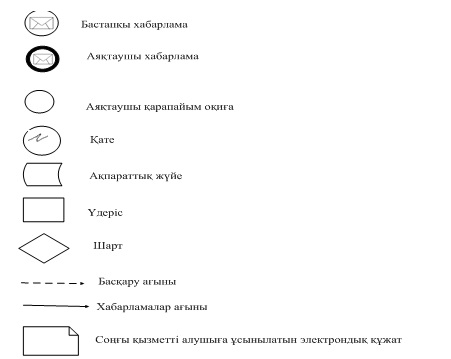 Бастапқы хабарлама
Аяқтаушы хабарлама
Аяқтаушы қарапайым оқиға
Қате
Ақпараттық жүйе
Үдеріс
Шарт
Басқару ағыны
Хабарламалар ағыны
Соңғы қызметті алушыға ұсынылатын электрондық құжат